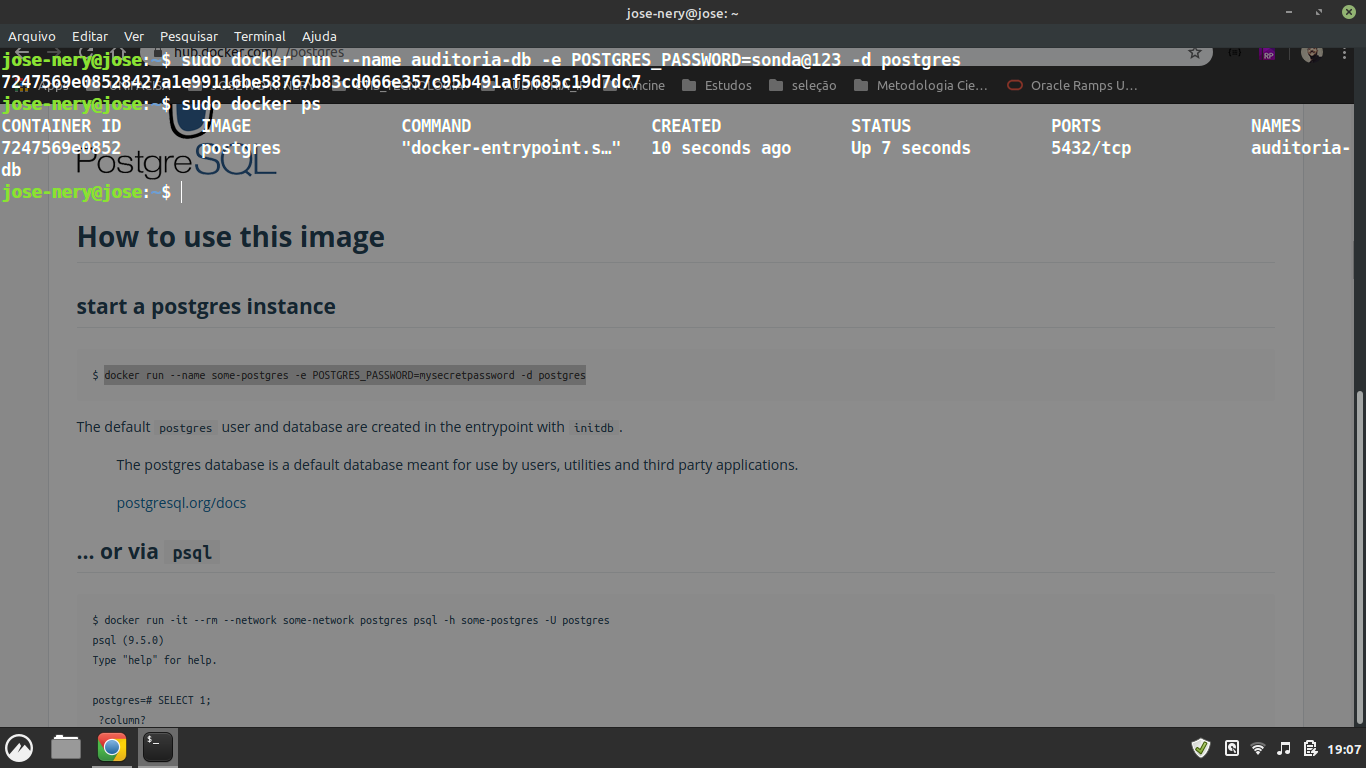 jose-nery@jose: ~
Arquivo Editar Ver Pesquisar Terminal Ajuda
hub.docker.com/_/postgres
jose-nery@jose:~$ sudo docker run --name auditoria-db -e POSTGRES_PASSWORD=sonda@123 -d postgres
7247569e08528427a1e99116be58767b83cd066e357c95b491af5685c19d7dc7
Apps Ancine Estudos seleção Metodologia Cie… Oracle Ramps U…
jose-nery@jose:~$ sudo docker ps
CONTAINER ID IMAGE COMMAND CREATED STATUS PORTS NAMES
7247569e0852 postgres "docker-entrypoint.s…" 10 seconds ago Up 7 seconds 5432/tcp auditoria-
db
PostgreSQL
jose-nery@jose:~$
How to use this image
start a postgres instance
$ docker run --name some-postgres -e POSTGRES_PASSWORD=mysecretpassword -d postgres
The default postgres user and database are created in the entrypoint with initdb.
The postgres database is a default database meant for use by users, utilities and third party applications.
postgresql.org/docs
... or via psql
$ docker run -it --rm --network some-network postgres psql -h some-postgres -U postgres
psql (9.5.0)
Type "help" for help.
postgres=# SELECT 1;
?column?
19:07